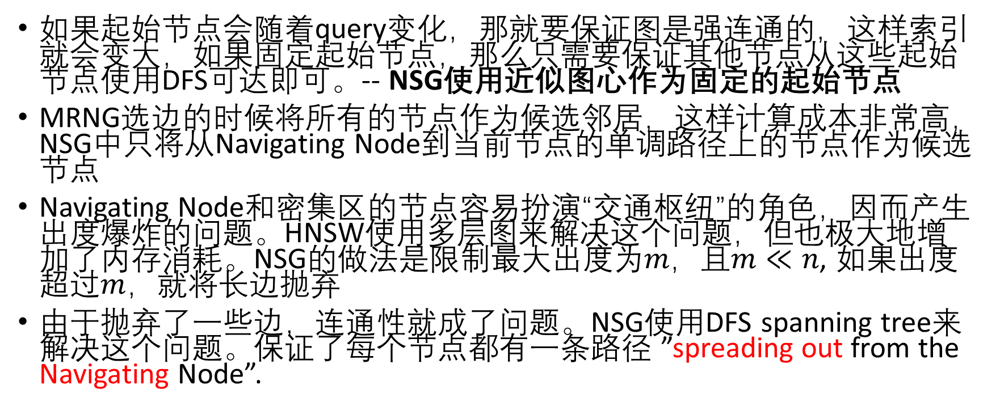 • 如果起始节点会随着query变化，那就要保证图是强连通的，这样索引
就会变大，如果固定起始节点，那么只需要保证其他节点从这些起始
节点使用DFS可达即可。-- NSG使用近似图心作为固定的起始节点
• MRNG选边的时候将所有的节点作为候选邻居，这样计算成本非常高，
NSG中只将从Navigating Node到当前节点的单调路径上的节点作为候选
节点
• Navigating Node和密集区的节点容易扮演“交通枢纽”的角色，因而产生
出度爆炸的问题。HNSW使用多层图来解决这个问题，但也极大地增
加了内存消耗。NSG的做法是限制最大出度为m，且m ≪ n, 如果出度
超过m，就将长边抛弃
• 由于抛弃了一些边，连通性就成了问题。NSG使用DFS spanning tree来
解决这个问题。保证了每个节点都有一条路径 ”spreading out from the
Navigating Node”.